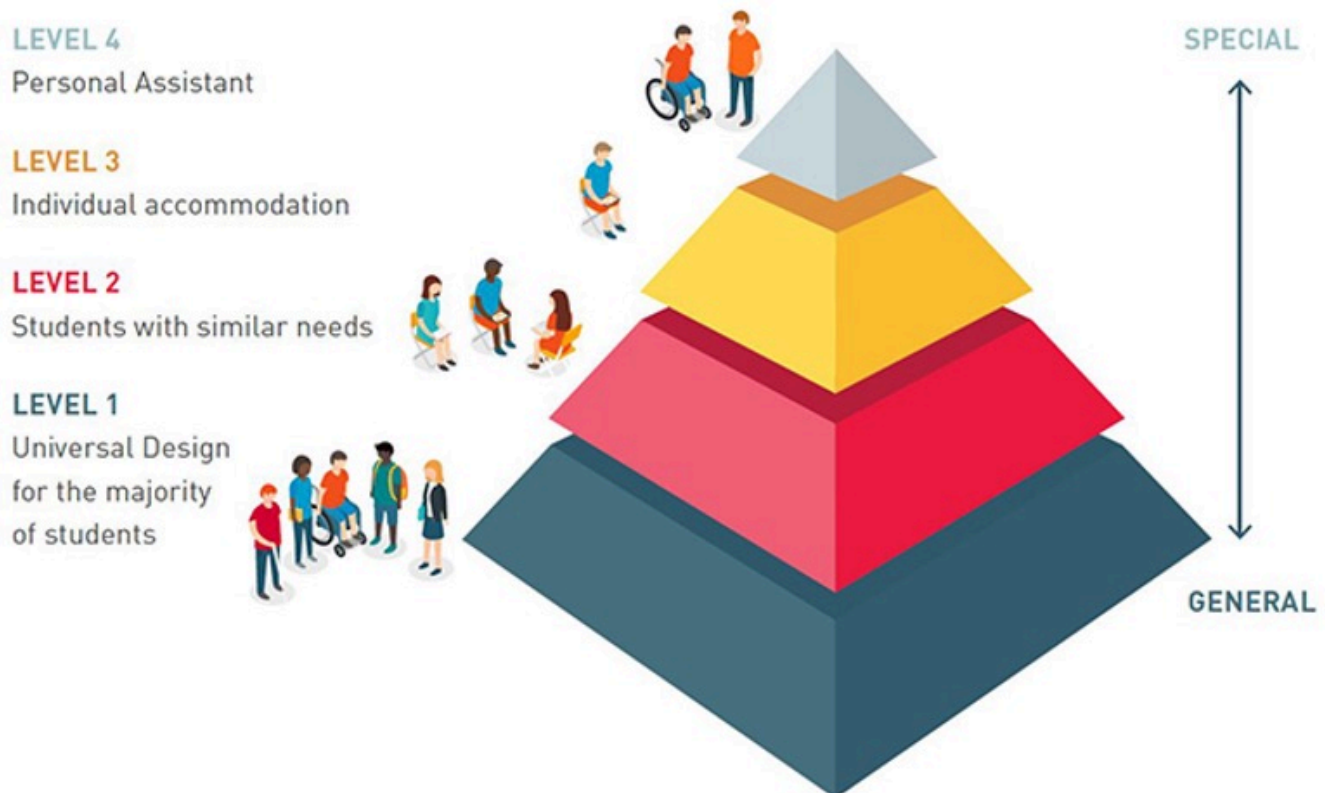 LEVEL 4
Personal Assistant
LEVEL 3
Individual accommodation
LEVEL 2
Students with similar needs
LEVEL 1
Universal Design
for the majority
of students
SPECIAL
GENERAL